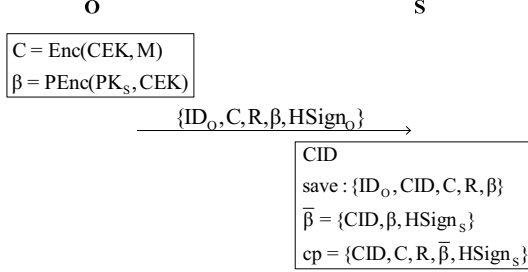 O S
C = Enc(CEK, M)
β = PEnc(PK_S, CEK)
{ID_O, C, R, β, HSign_O}
CID
save : {ID_O, CID, C, R, β}
β̅ = {CID, β, HSign_S}
cp = {CID, C, R, β̅, HSign_S}